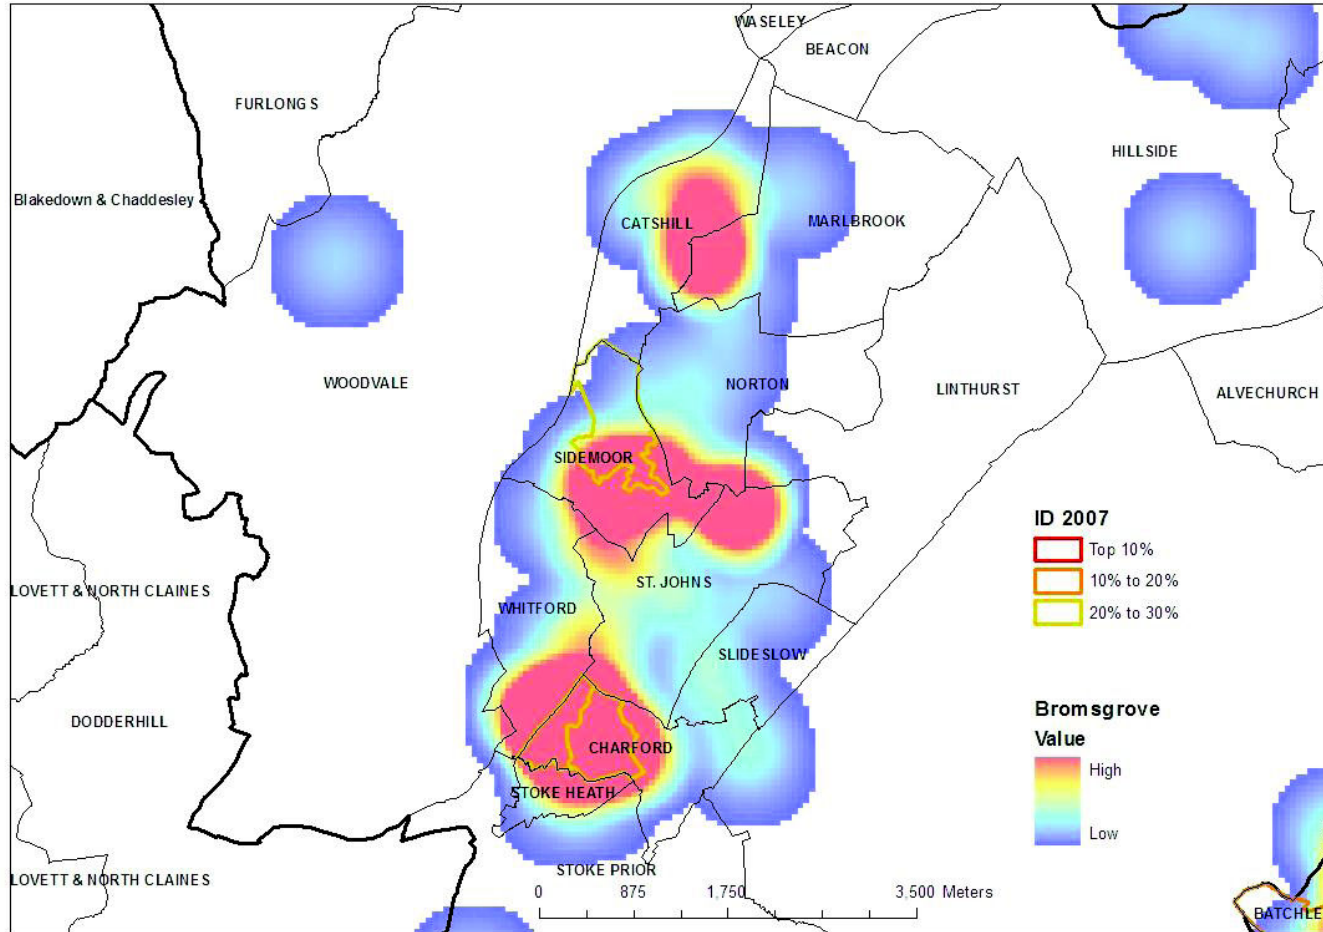 WASELEY
BEACON
FURLONGS
HILLSIDE
Blakedown & Chaddesley
CATSHILL
MARLBROOK
WOODVALE
NORTON
LINTHURST
ALVECHURCH
SIDEMOOR
ID 2007
Top 10%
10% to 20%
20% to 30%
LOVETT & NORTH CLAINES
ST. JOHNS
WHITFORD
SLIDESLOW
DODDERHILL
Bromsgrove
Value
High
Low
CHARFORD
STOKE HEATH
STOKE PRIOR
LOVETT & NORTH CLAINES
0 875 1,750 3,500 Meters
BATCHLE